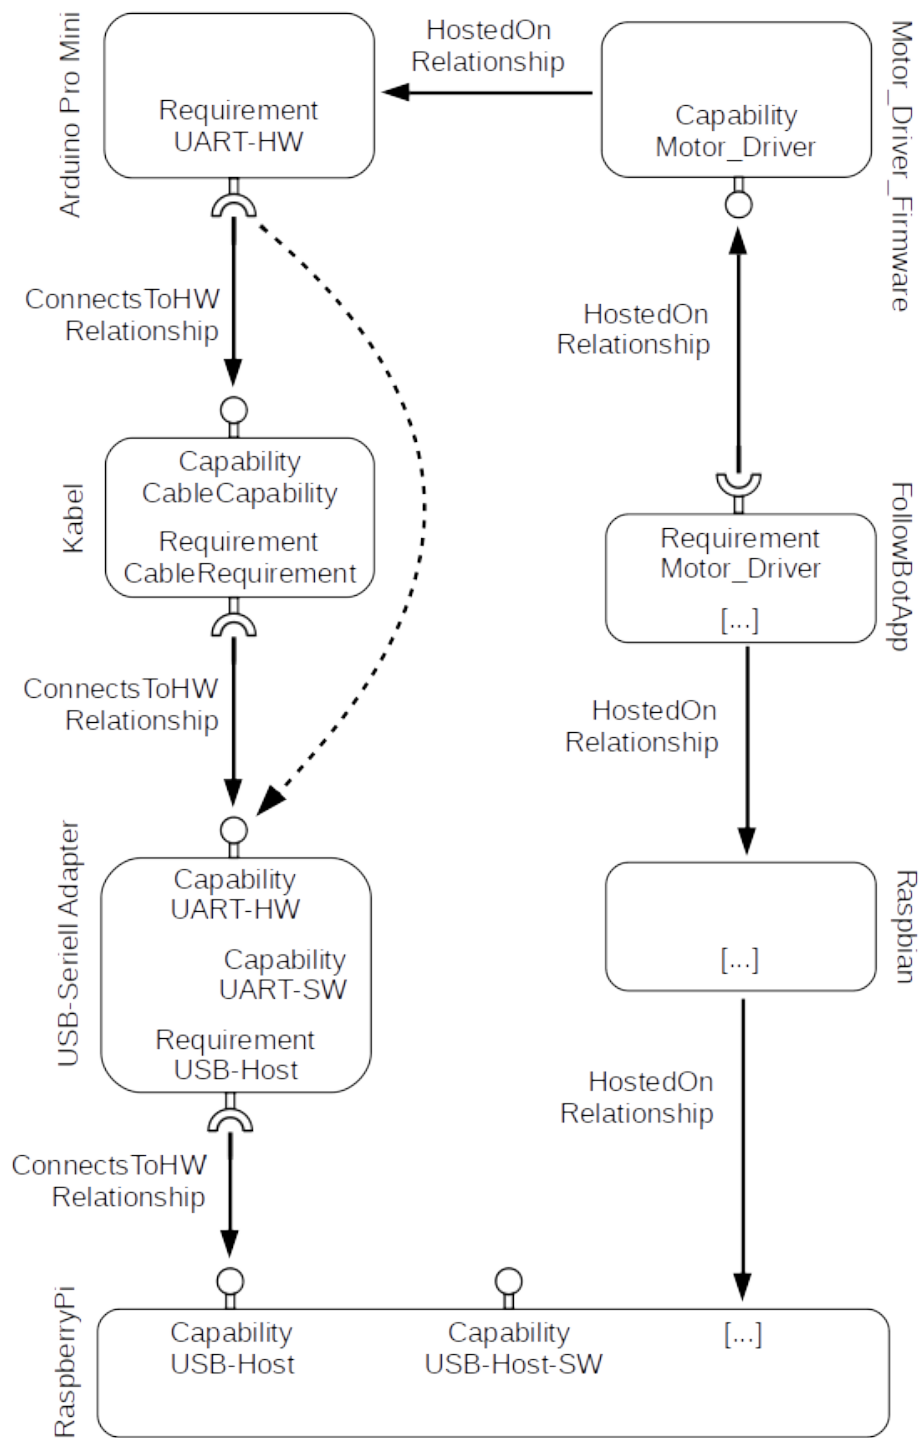 Arduino Pro Mini
Requirement
UART-HW
HostedOn
Relationship
Capability
Motor_Driver
Motor_Driver_Firmware
ConnectsToHW
Relationship
HostedOn
Relationship
Kabel
Capability
CableCapability
Requirement
CableRequirement
Requirement
Motor_Driver
[...]
FollowBotApp
ConnectsToHW
Relationship
HostedOn
Relationship
USB-Seriell Adapter
Capability
UART-HW
Capability
UART-SW
Requirement
USB-Host
[...]
Raspbian
HostedOn
Relationship
ConnectsToHW
Relationship
RaspberryPi
Capability
USB-Host
Capability
USB-Host-SW
[...]